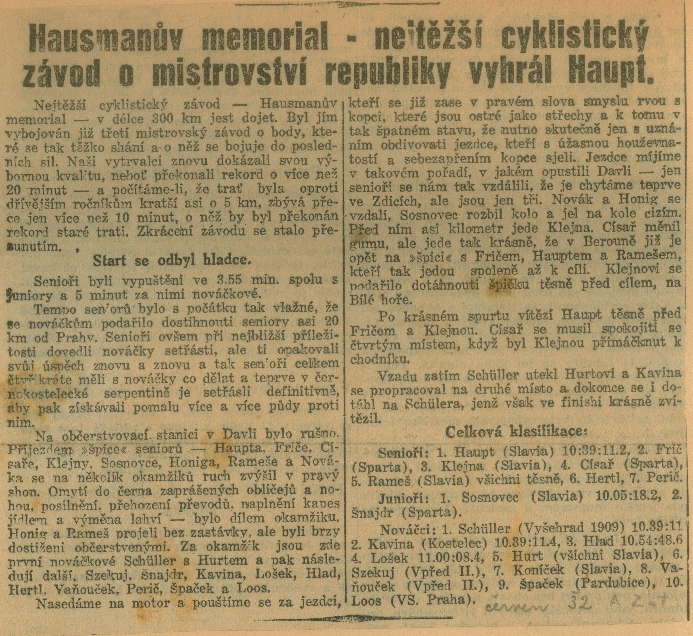 Hausmanův memorial - nejtěžší cyklistický
závod o mistrovství republiky vyhrál Haupt.
Nejtěžší cyklistický závod — Hausmanův
memorial — v délce 300 km jest dojet. Byl jím
vybojován již třetí mistrovský závod o body, kte-
ré se tak těžko shání a o něž se bojuje do posled-
ních sil. Naši vytrvalci znovu dokázali svou vý-
bornou kvalitu, neboť překonali rekord o více než
20 minut — a počítáme-li, že trať byla oproti
dřívějším ročníkům kratší asi o 5 km, zbývá pře-
ce jen více než 10 minut, o něž by byl překonán
rekord staré trati. Zkrácení závodu se stalo pře-
sunutím.
Start se odbyl hladce.
Senioři byli vypuštěni ve 3.55 min. spolu s
juniory a 5 minut za nimi nováčkové.
Tempo seniorů bylo s počátku tak vlažné, že
se nováčkům podařilo dostihnouti seniory asi 20
km od Prahy. Senioři ovšem při nejbližší příleži-
tosti dovedli nováčky setřásti, ale ti opakovali
svůj úspěch znovu a znovu a tak senioři celkem
čtyřikráte měli s nováčky co dělat a teprve v čer-
nokostelecké serpentině je setřásli definitivně,
aby pak získávali pomalu více a více půdy proti
nim.
Na občerstvovací stanici v Davli bylo rušno.
Příjezdem »špice« seniorů — Haupta, Friče, Cí-
saře, Klejny, Sosnovce, Honiga, Rameše a Nová-
ka se na několik okamžiků ruch zvýšil v pravý
shon. Omytí do černa zaprášených obličejů a no-
hou, posilnění, přehození převodů, naplnění kapes
jídlem a výměna lahví — bylo dílem okamžiku.
Honig a Rameš projeli bez zastávky, ale byli brzy
dostiženi občerstvenými. Za okamžik jsou zde
první nováčkové Schüller s Hurtem a pak násle-
dují další, Szekuj, Šnajdr, Kavina, Lošek, Hlad,
Hertl, Vaňouček, Perič, Špaček a Loos.
Nasedáme na motor a pouštíme se za jezdci,
kteří se již zase v pravém slova smyslu rvou s
kopci, které jsou ostré jako střechy a k tomu v
tak špatném stavu, že nutno skutečně jen s uzná-
ním obdivovati jezdce, kteří s úžasnou houževna-
tostí a sebezapřením kopce sjeli. Jezdce míjíme
v takovém pořadí, v jakém opustili Davli — jen
senioři se nám tak vzdálili, že je chytáme teprve
ve Zdicích, ale jsou jen tři. Novák a Honig se
vzdali, Sosnovec rozbil kolo a jel na kole cizím.
Před ním asi kilometr jede Klejna. Císař měnil
gumu, ale jede tak krásně, že v Berouně již je
opět na »špici« s Fričem, Hauptem a Ramešem,
kteří tak jedou spoleně až k cíli. Klejnovi se
podařilo dotáhnouti špičku těsně před cílem, na
Bílé hoře.
Po krásném spurtu vítězí Haupt těsně před
Fričem a Klejnou. Císař se musil spokojiti se
čtvrtým místem, když byl Klejnou přimáčknut k
chodníku.
Vzadu zatím Schüller utekl Hurtovi a Kavina
se propracoval na druhé místo a dokonce se i do-
táhl na Schülera, jenž však ve finishi krásně zví-
tězil.
Celková klasifikace:
Senioři: 1. Haupt (Slavia) 10:39:11.2, 2. Frič
(Sparta), 3. Klejna (Slavia), 4. Císař (Sparta),
5. Rameš (Slavia) všichni těsně, 6. Hertl, 7. Perič.
Junioři: 1. Sosnovec (Slavia) 10.05:18.2, 2.
šnajdr (Sparta).
Nováčci: 1. Schüller (Vyšehrad 1909) 10.39:11
2. Kavina (Kostelec) 10.39:11.4, 3. Hlad 10.54:48.6
4. Lošek 11.00:08.4, 5. Hurt (všichni Slavia), 6.
Szekuj (Vpřed II.), 7. Koníček (Slavia), 8. Va-
ňouček (Vpřed II.), 9. špaček (Pardubice), 10.
Loos (VS. Praha).
červen 32 A Zet